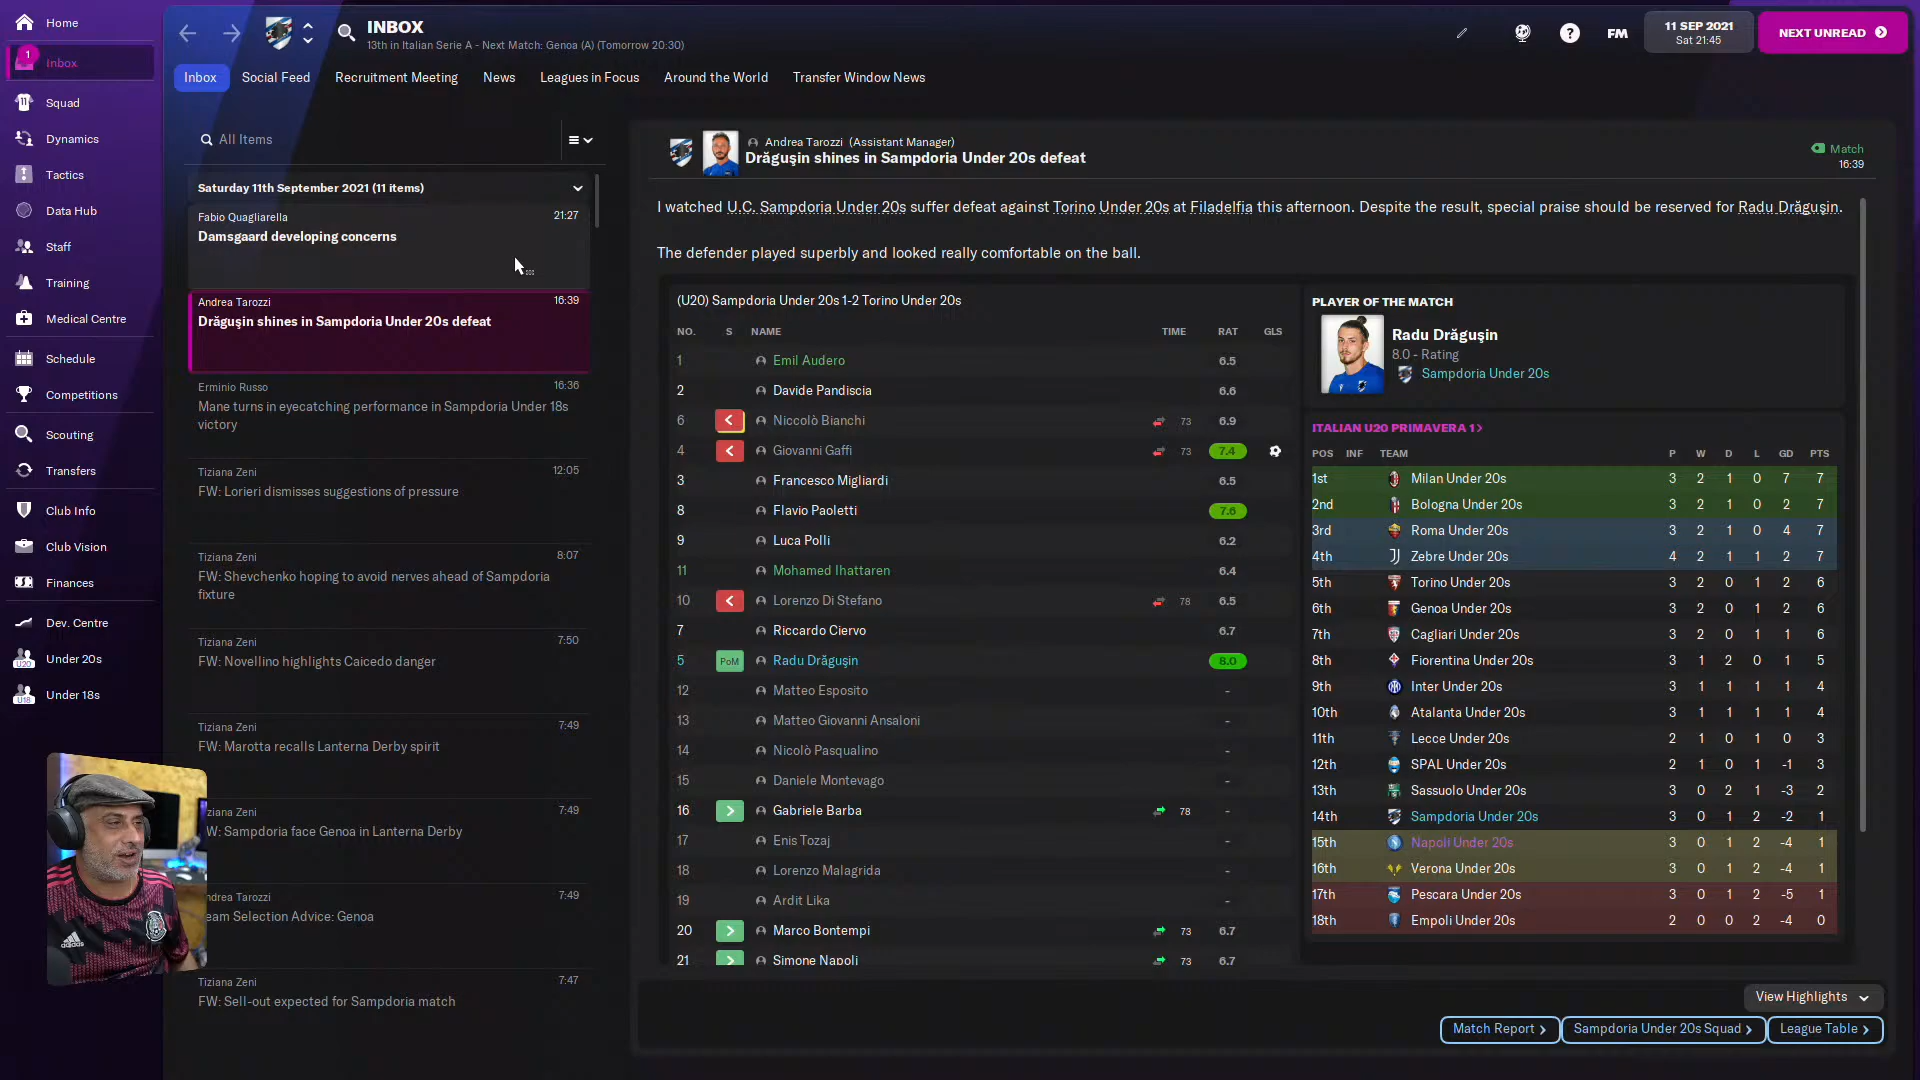 Home
1
Inbox
Squad
Dynamics
Tactics
Data Hub
Staff
Training
Medical Centre
Schedule
Competitions
Scouting
Transfers
Club Info
Club Vision
Finances
Dev. Centre
U20
Under 20s
U18
Under 18s
INBOX
13th in Italian Serie A - Next Match: Genoa (A) (Tomorrow 20:30)
FM
11 SEP 2021
Sat 21:45
NEXT UNREAD
Inbox Social Feed Recruitment Meeting News Leagues in Focus Around the World Transfer Window News
All Items
Saturday 11th September 2021 (11 items)
Fabio Quagliarella 21:27
Damsgaard developing concerns
Andrea Tarozzi 16:39
Drăguşin shines in Sampdoria Under 20s defeat
Erminio Russo 16:36
Mane turns in eyecatching performance in Sampdoria Under 18s
victory
Tiziana Zeni 12:05
FW: Lorieri dismisses suggestions of pressure
Tiziana Zeni 8:07
FW: Shevchenko hoping to avoid nerves ahead of Sampdoria
fixture
Tiziana Zeni 7:50
FW: Novellino highlights Caicedo danger
Tiziana Zeni 7:49
FW: Marotta recalls Lanterna Derby spirit
ziana Zeni 7:49
W: Sampdoria face Genoa in Lanterna Derby
ndrea Tarozzi 7:49
eam Selection Advice: Genoa
Tiziana Zeni 7:47
FW: Sell-out expected for Sampdoria match
Andrea Tarozzi (Assistant Manager)
Drăguşin shines in Sampdoria Under 20s defeat
Match
16:39
I watched U.C. Sampdoria Under 20s suffer defeat against Torino Under 20s at Filadelfia this afternoon. Despite the result, special praise should be reserved for Radu Drăguşin.
The defender played superbly and looked really comfortable on the ball.
(U20) Sampdoria Under 20s 1-2 Torino Under 20s
NO. S NAME TIME RAT GLS
1 Emil Audero 6.5
2 Davide Pandiscia 6.6
6 Niccolò Bianchi 73 6.9
4 Giovanni Gaffi 73 7.4
3 Francesco Migliardi 6.5
8 Flavio Paoletti 7.6
9 Luca Polli 6.2
11 Mohamed Ihattaren 6.4
10 Lorenzo Di Stefano 78 6.5
7 Riccardo Ciervo 6.7
5 PoM Radu Drăguşin 8.0
12 Matteo Esposito -
13 Matteo Giovanni Ansaloni -
14 Nicolò Pasqualino -
15 Daniele Montevago -
16 Gabriele Barba 78 -
17 Enis Tozaj -
18 Lorenzo Malagrida -
19 Ardit Lika -
20 Marco Bontempi 73 6.7
21 Simone Napoli 73 6.7
PLAYER OF THE MATCH
Radu Drăguşin
8.0 - Rating
Sampdoria Under 20s
ITALIAN U20 PRIMAVERA 1 >
POS INF TEAM P W D L GD PTS
1st Milan Under 20s 3 2 1 0 7 7
2nd Bologna Under 20s 3 2 1 0 2 7
3rd Roma Under 20s 3 2 1 0 4 7
4th Zebre Under 20s 4 2 1 1 2 7
5th Torino Under 20s 3 2 0 1 2 6
6th Genoa Under 20s 3 2 0 1 2 6
7th Cagliari Under 20s 3 2 0 1 1 6
8th Fiorentina Under 20s 3 1 2 0 1 5
9th Inter Under 20s 3 1 1 1 1 4
10th Atalanta Under 20s 3 1 1 1 1 4
11th Lecce Under 20s 2 1 0 1 0 3
12th SPAL Under 20s 2 1 0 1 -1 3
13th Sassuolo Under 20s 3 0 2 1 -3 2
14th Sampdoria Under 20s 3 0 1 2 -2 1
15th Napoli Under 20s 3 0 1 2 -4 1
16th Verona Under 20s 3 0 1 2 -4 1
17th Pescara Under 20s 3 0 1 2 -5 1
18th Empoli Under 20s 2 0 0 2 -4 0
View Highlights
Match Report > Sampdoria Under 20s Squad > League Table >